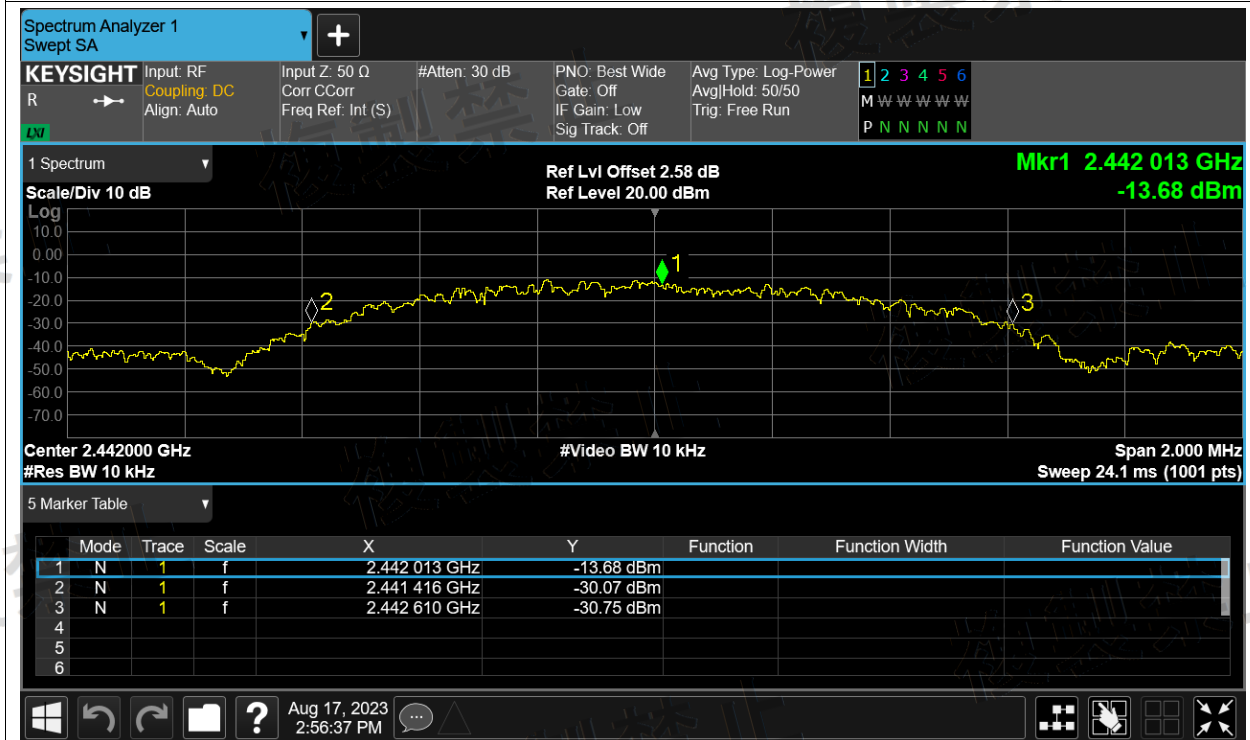 Spectrum Analyzer 1
Swept SA
+
KEYSIGHT Input: RF Input Z: 50 Ω #Atten: 30 dB PNO: Best Wide Avg Type: Log-Power 1 2 3 4 5 6
R Coupling: DC Corr CCorr Gate: Off Avg|Hold: 50/50 M W W W W W
Align: Auto Freq Ref: Int (S) IF Gain: Low Trig: Free Run
LXI Sig Track: Off P N N N N N
1 Spectrum Ref Lvl Offset 2.58 dB Mkr1 2.442 013 GHz
Scale/Div 10 dB Ref Level 20.00 dBm -13.68 dBm
Log
10.0
0.00
-10.0
-20.0
-30.0
-40.0
-50.0
-60.0
-70.0
1
2
3
Center 2.442000 GHz #Video BW 10 kHz Span 2.000 MHz
#Res BW 10 kHz Sweep 24.1 ms (1001 pts)
5 Marker Table
Mode Trace Scale X Y Function Function Width Function Value
1 N 1 f 2.442 013 GHz -13.68 dBm
2 N 1 f 2.441 416 GHz -30.07 dBm
3 N 1 f 2.442 610 GHz -30.75 dBm
4
5
6
? Aug 17, 2023
2:56:37 PM
複製禁止